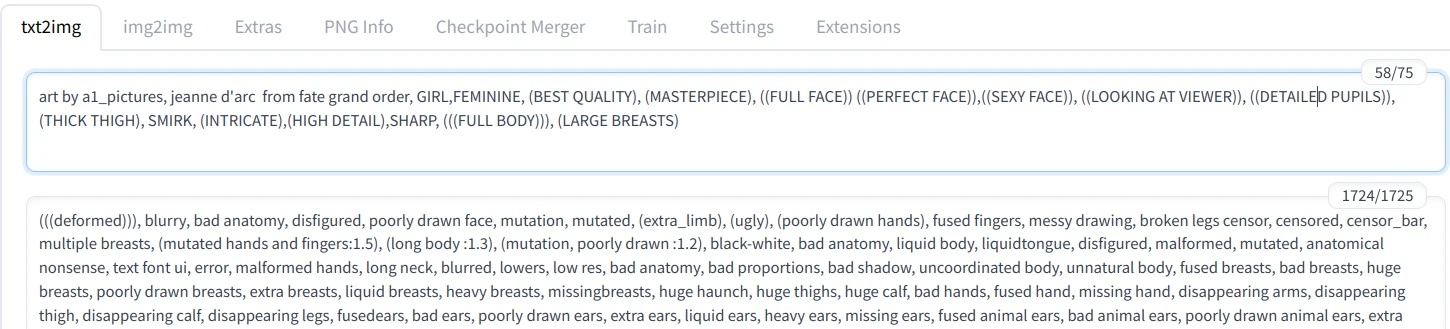 txt2img img2img Extras PNG Info Checkpoint Merger Train Settings Extensions
58/75
art by a1_pictures, jeanne d'arc  from fate grand order, GIRL,FEMININE, (BEST QUALITY), (MASTERPIECE), ((FULL FACE)) ((PERFECT FACE)),((SEXY FACE)), ((LOOKING AT VIEWER)), ((DETAILED PUPILS)),
(THICK THIGH), SMIRK, (INTRICATE),(HIGH DETAIL),SHARP, (((FULL BODY))), (LARGE BREASTS)
1724/1725
(((deformed))), blurry, bad anatomy, disfigured, poorly drawn face, mutation, mutated, (extra_limb), (ugly), (poorly drawn hands), fused fingers, messy drawing, broken legs censor, censored, censor_bar,
multiple breasts, (mutated hands and fingers:1.5), (long body :1.3), (mutation, poorly drawn :1.2), black-white, bad anatomy, liquid body, liquidtongue, disfigured, malformed, mutated, anatomical
nonsense, text font ui, error, malformed hands, long neck, blurred, lowers, low res, bad anatomy, bad proportions, bad shadow, uncoordinated body, unnatural body, fused breasts, bad breasts, huge
breasts, poorly drawn breasts, extra breasts, liquid breasts, heavy breasts, missingbreasts, huge haunch, huge thighs, huge calf, bad hands, fused hand, missing hand, disappearing arms, disappearing
thigh, disappearing calf, disappearing legs, fusedears, bad ears, poorly drawn ears, extra ears, liquid ears, heavy ears, missing ears, fused animal ears, bad animal ears, poorly drawn animal ears, extra